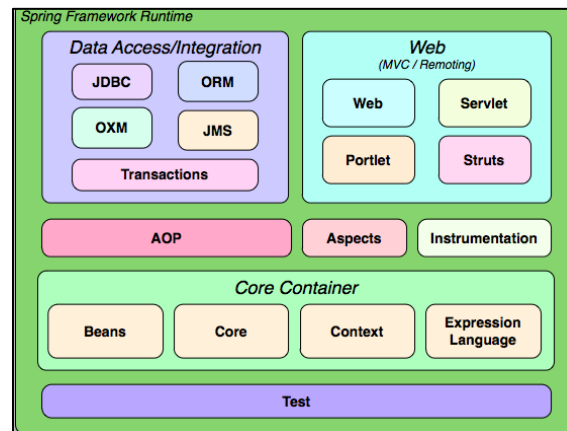 Spring Framework Runtime
Data Access/Integration
JDBC
ORM
OXM
JMS
Transactions
Web
(MVC / Remoting)
Web
Servlet
Portlet
Struts
AOP
Aspects
Instrumentation
Core Container
Beans
Core
Context
Expression
Language
Test